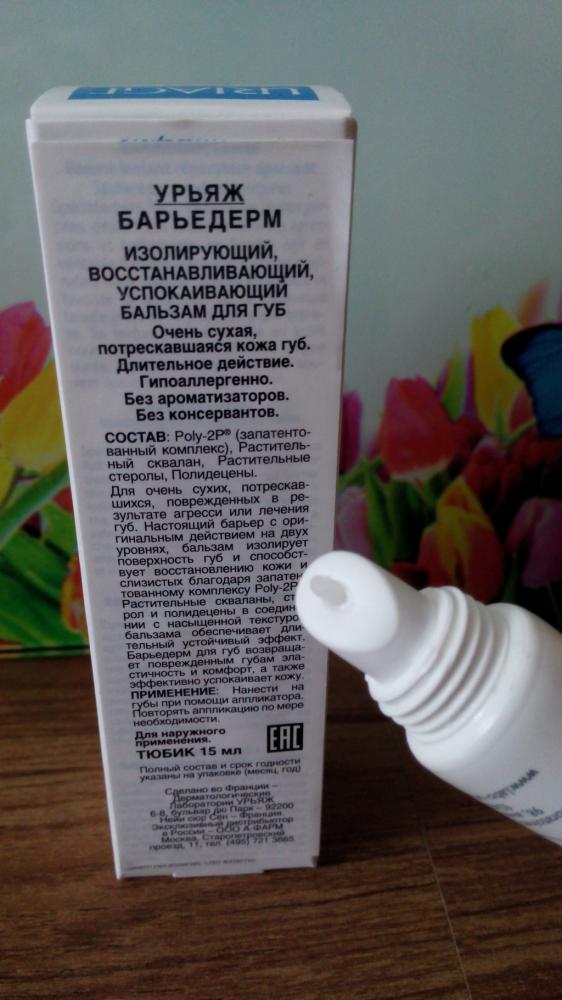 URIAGE
УРЬЯЖ
БАРЬЕДЕРМ
ИЗОЛИРУЮЩИЙ,
ВОССТАНАВЛИВАЮЩИЙ,
УСПОКАИВАЮЩИЙ
БАЛЬЗАМ ДЛЯ ГУБ
Очень сухая,
потрескавшаяся кожа губ.
Длительное действие.
Гипоаллергенно.
Без ароматизаторов.
Без консервантов.
СОСТАВ: Poly-2P® (запатенто-
ванный комплекс), Раститель-
ный сквалан, Растительные
стеролы, Полидецены.
Для очень сухих, потрескав-
шихся, поврежденных в ре-
зультате агресси или лечения
губ. Настоящий барьер с ори-
гинальным действием на двух
уровнях, бальзам изолирует
поверхность губ и способст-
вует восстановлению кожи и
слизистых благодаря запатен
тованному комплексу Poly-2P
Растительные скваланы, ст
рол и полидецены в соедин
нии с насыщенной текстуро
бальзама обеспечивает дли
тельный устойчивый эффект.
Барьедерм для губ возвраща-
ет поврежденным губам эла-
стичность и комфорт, а также
эффективно успокаивает кожу.
ПРИМЕНЕНИЕ: Нанести на
губы при помощи аппликатора.
Повторять аппликацию по мере
необходимости.
Для наружного
применения.
ТЮБИК 15 мл
EAC
Полный состав и срок годности
указаны на упаковке (месяц, год)
Сделано во Франции –
Дерматологические
Лаборатории УРЬЯЖ
6-8, бульвар дю Парк – 92200
Нейи сюр Сен – Франция
Эксклюзивный дистрибьютор
в России – ООО А-ФАРМ
Москва, Старопетровский
проезд, 11, тел. (495) 721 3665